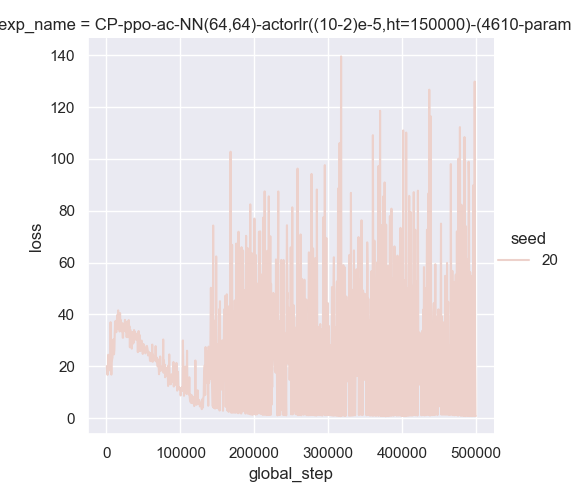 exp_name = CP-ppo-ac-NN(64,64)-actorlr((10-2)e-5,ht=150000)-(4610-param
140
120
100
80
60
40
20
0
loss
0 100000 200000 300000 400000 500000
global_step
seed
20